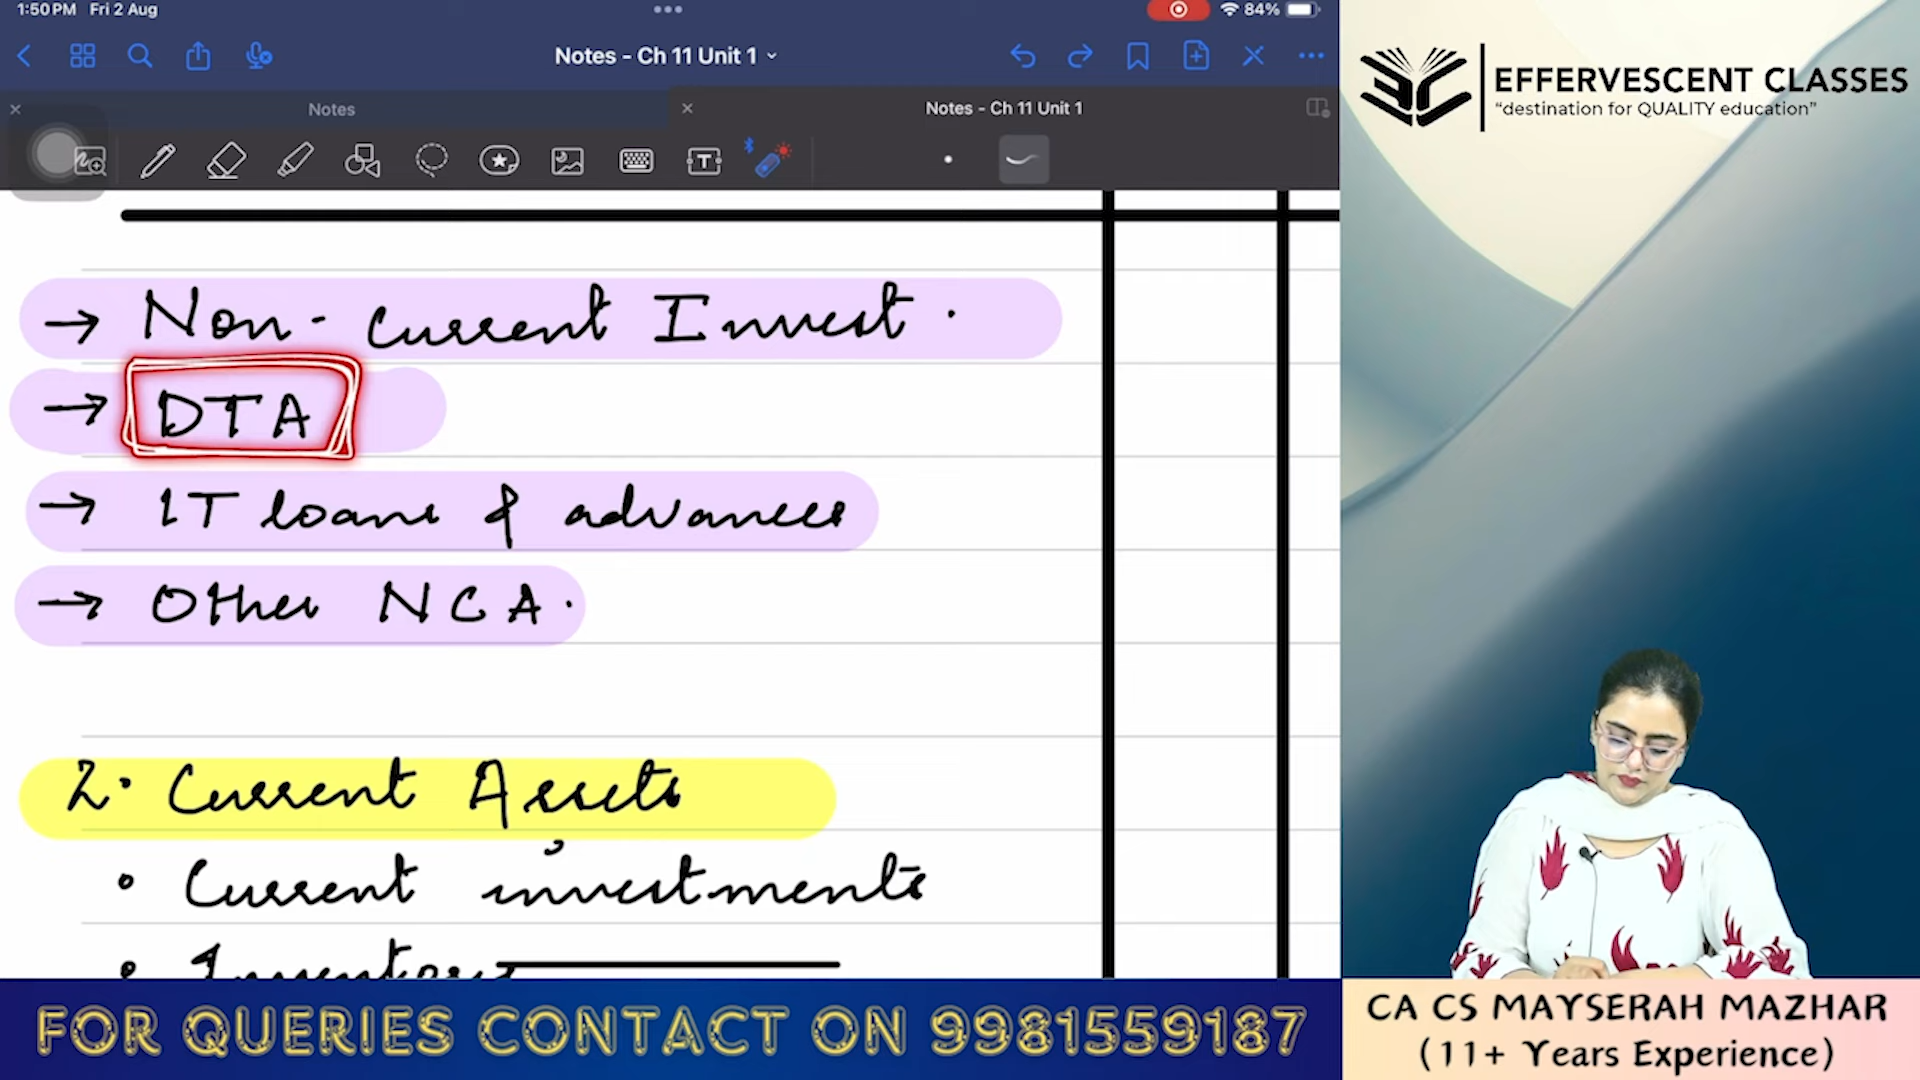 1:50 PM Fri 2 Aug
84%
Notes - Ch 11 Unit 1
Notes
Notes - Ch 11 Unit 1
EFFERVESCENT CLASSES
"destination for QUALITY education"
→ Non- Current Invest.
→ DTA
→ LT loans & advances
→ Other NCA.
2. Current Assets
• Current investments
• Inventory
FOR QUERIES CONTACT ON 9981559187
CA CS MAYSERAH MAZHAR
(11+ Years Experience)